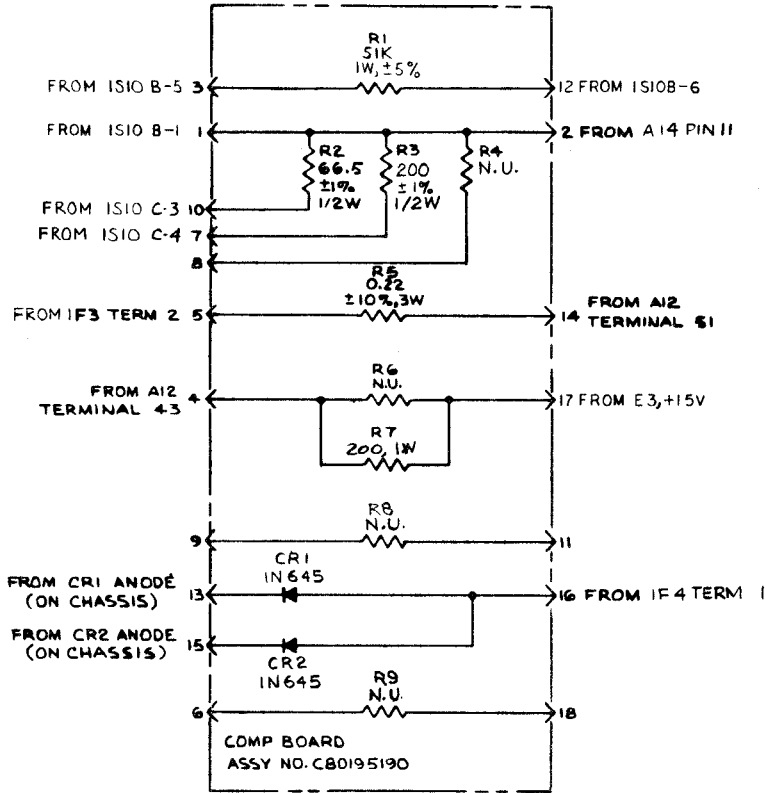 R1
51K
1W, ±5%
FROM 1S10 B-5 3
12 FROM 1S10B-6
FROM 1S10 B-1 1
2 FROM A14 PIN 11
R2
66.5
±1%
1/2W
R3
200
±1%
1/2W
R4
N.U.
FROM 1S10 C-3 10
FROM 1S10 C-4 7
8
R5
0.22
±10%, 3W
FROM 1F3 TERM 2 5
14 FROM A12
TERMINAL 51
R6
N.U.
FROM A12
TERMINAL 43
4
17 FROM E3, +15V
R7
200, 1W
R8
N.U.
9
11
CR1
1N645
FROM CR1 ANODE
(ON CHASSIS)
13
16 FROM 1F4 TERM 1
FROM CR2 ANODE
(ON CHASSIS)
15
CR2
1N645
R9
N.U.
6
18
COMP BOARD
ASSY NO. C80195190